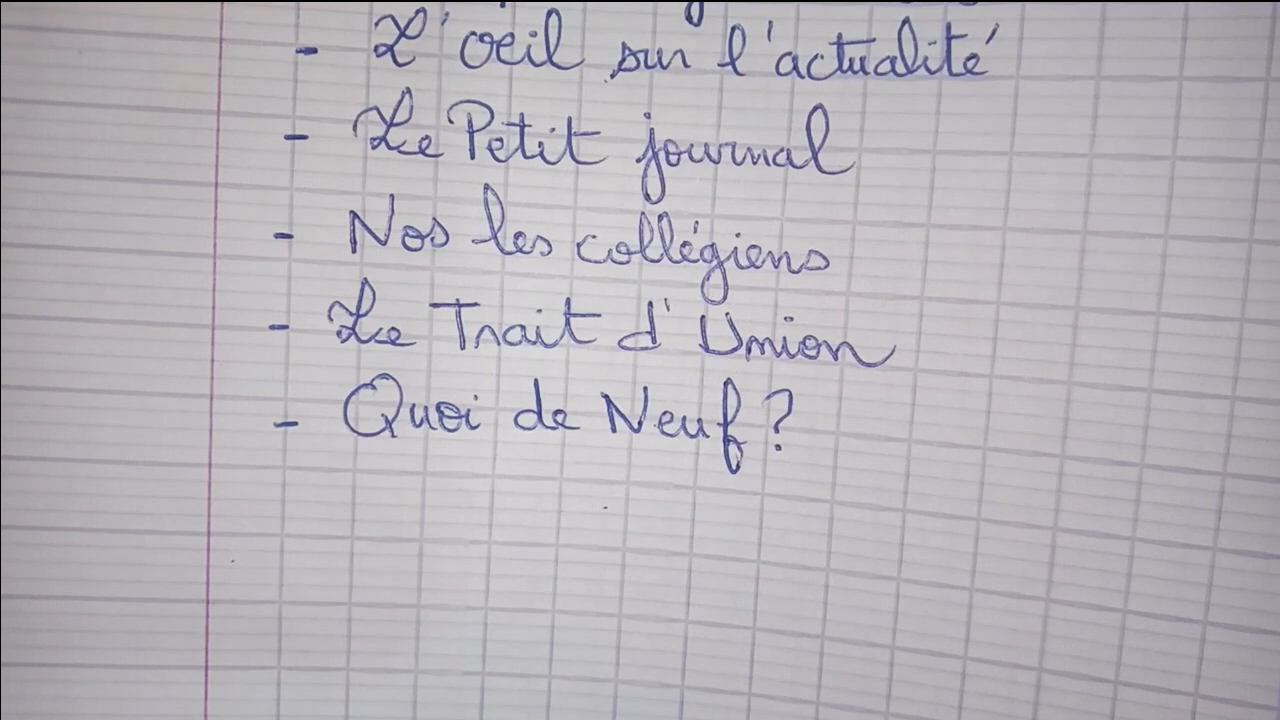 - L'oeil sur l'actualité
- Le Petit journal
- Nos les collégiens
- Le Trait d'Union
- Quoi de Neuf ?